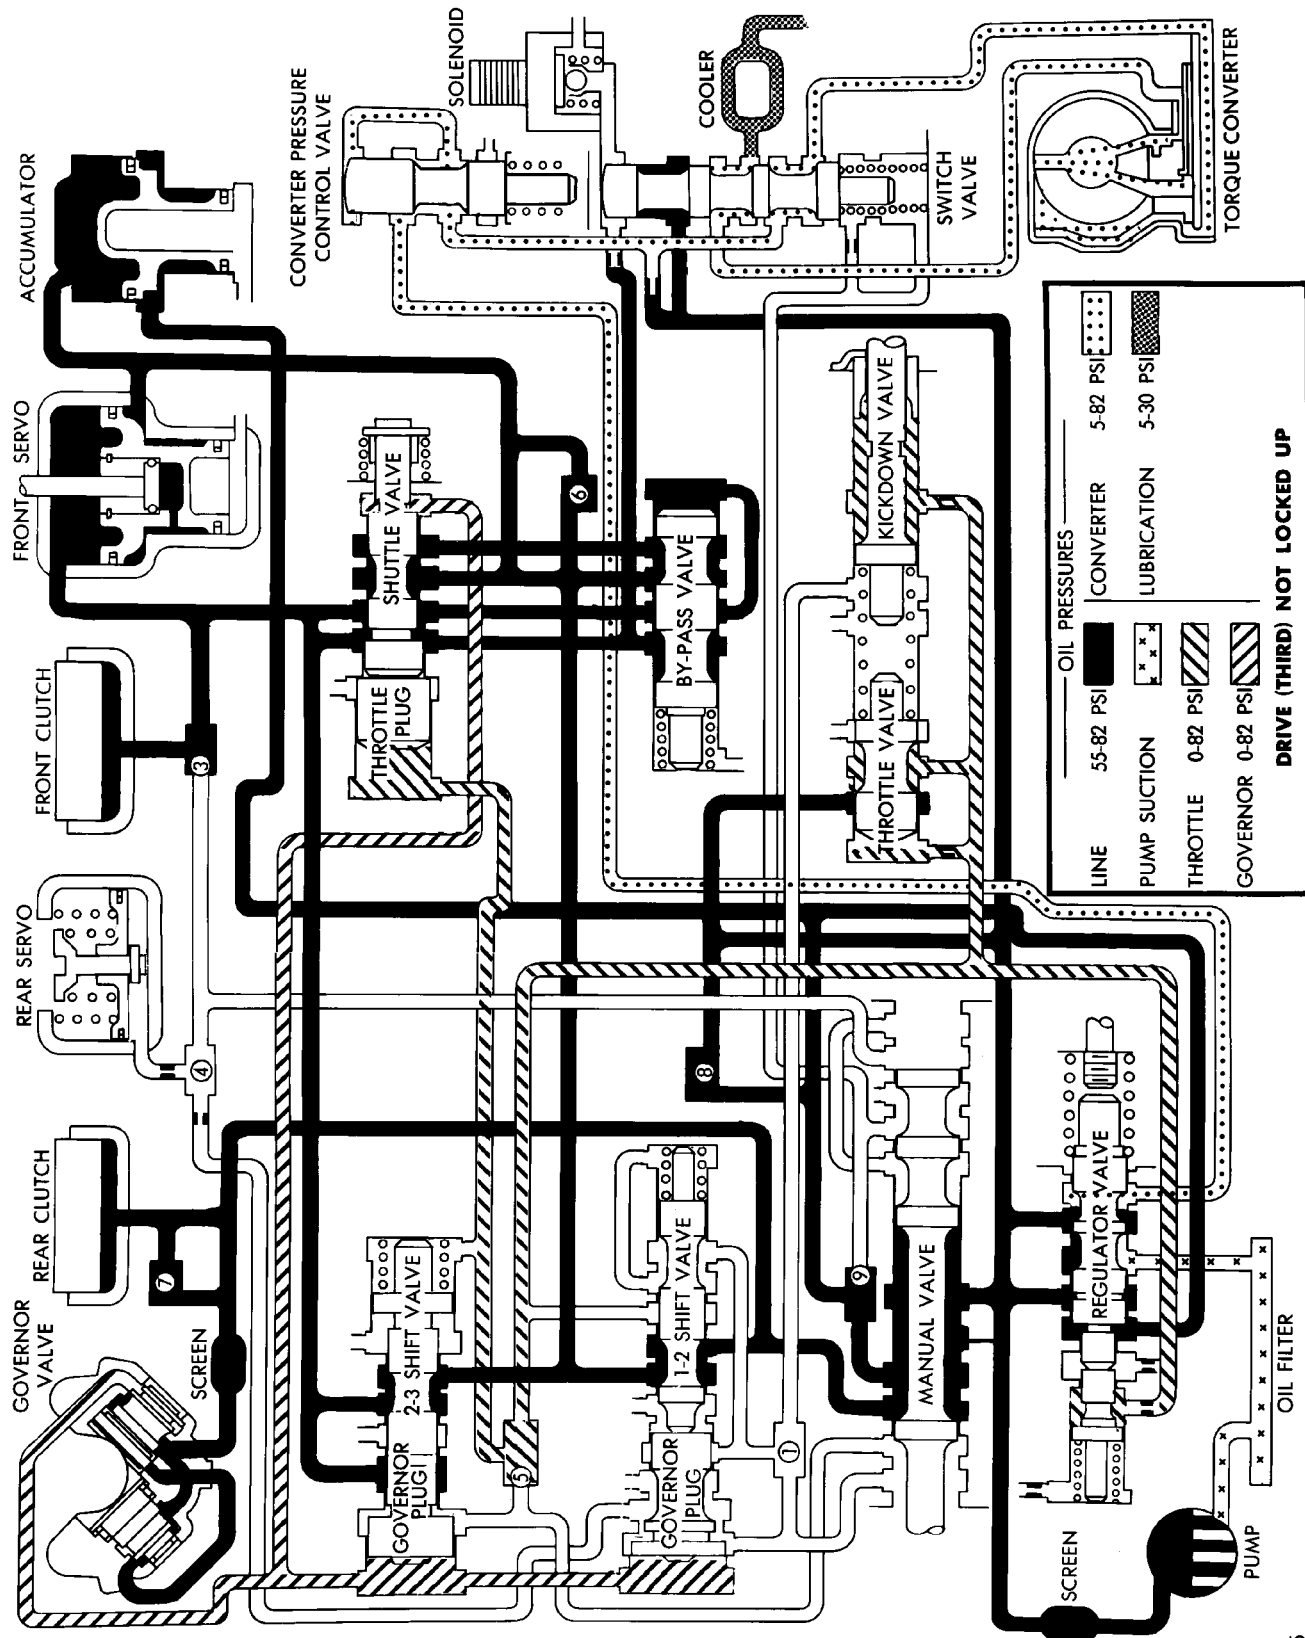 GOVERNOR
VALVE
REAR CLUTCH
REAR SERVO
FRONT CLUTCH
FRONT SERVO
ACCUMULATOR
SCREEN
7
4
3
CONVERTER PRESSURE
CONTROL VALVE
GOVERNOR
PLUG
2-3 SHIFT VALVE
THROTTLE
PLUG
SHUTTLE VALVE
SOLENOID
5
6
GOVERNOR
PLUG
1-2 SHIFT VALVE
BY-PASS VALVE
COOLER
8
1
9
MANUAL VALVE
THROTTLE VALVE
KICKDOWN VALVE
SWITCH
VALVE
SCREEN
REGULATOR VALVE
PUMP
OIL FILTER
TORQUE CONVERTER
OIL PRESSURES
LINE 55-82 PSI
CONVERTER 5-82 PSI
PUMP SUCTION
LUBRICATION 5-30 PSI
THROTTLE 0-82 PSI
GOVERNOR 0-82 PSI
DRIVE (THIRD) NOT LOCKED UP